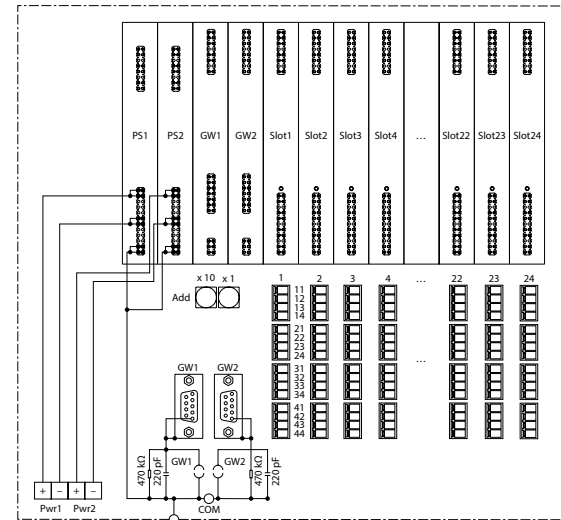 PS1 PS2 GW1 GW2 Slot1 Slot2 Slot3 Slot4 ... Slot22 Slot23 Slot24
x 10 x 1
Add
1 2 3 4 ... 22 23 24
11
12
13
14
21
22
23
24
...
31
32
33
34
41
42
43
44
GW1 GW2
470 kΩ 220 pF GW1 GW2 470 kΩ 220 pF
COM
+ – + –
Pwr1 Pwr2